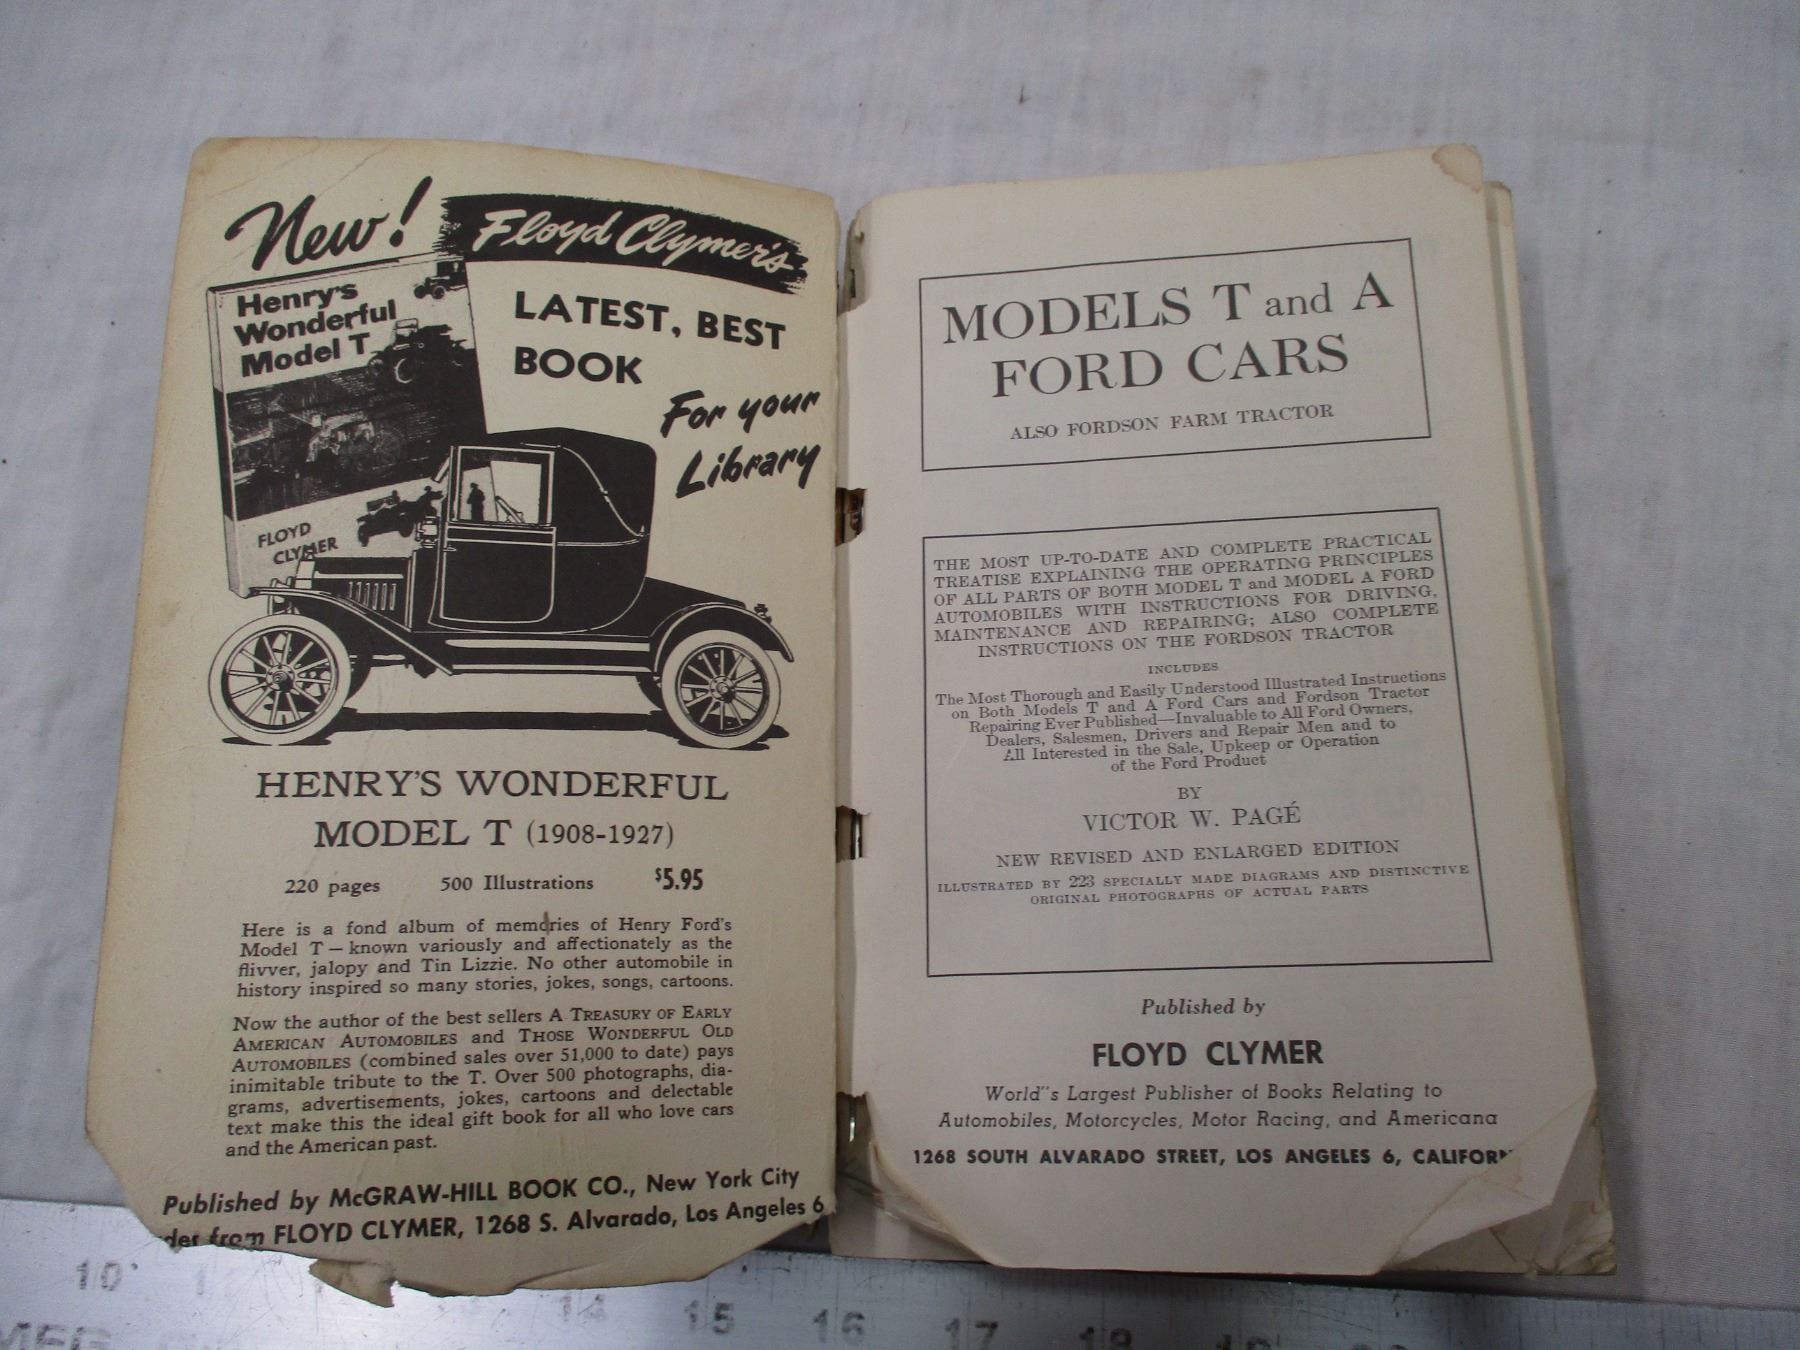 New! Floyd Clymer's
Henry's
Wonderful
Model T
FLOYD
CLYMER
LATEST, BEST
BOOK
For your
Library
HENRY'S WONDERFUL
MODEL T (1908-1927)
220 pages 500 Illustrations $5.95
Here is a fond album of memories of Henry Ford's
Model T — known variously and affectionately as the
flivver, jalopy and Tin Lizzie. No other automobile in
history inspired so many stories, jokes, songs, cartoons.
Now the author of the best sellers A TREASURY OF EARLY
AMERICAN AUTOMOBILES and THOSE WONDERFUL OLD
AUTOMOBILES (combined sales over 51,000 to date) pays
inimitable tribute to the T. Over 500 photographs, dia-
grams, advertisements, jokes, cartoons and delectable
text make this the ideal gift book for all who love cars
and the American past.
Published by McGRAW-HILL BOOK CO., New York City
der from FLOYD CLYMER, 1268 S. Alvarado, Los Angeles 6
MODELS T and A
FORD CARS
ALSO FORDSON FARM TRACTOR
THE MOST UP-TO-DATE AND COMPLETE PRACTICAL
TREATISE EXPLAINING THE OPERATING PRINCIPLES
OF ALL PARTS OF BOTH MODEL T and MODEL A FORD
AUTOMOBILES WITH INSTRUCTIONS FOR DRIVING,
MAINTENANCE AND REPAIRING; ALSO COMPLETE
INSTRUCTIONS ON THE FORDSON TRACTOR
INCLUDES
The Most Thorough and Easily Understood Illustrated Instructions
on Both Models T and A Ford Cars and Fordson Tractor
Repairing Ever Published—Invaluable to All Ford Owners,
Dealers, Salesmen, Drivers and Repair Men and to
All Interested in the Sale, Upkeep or Operation
of the Ford Product
BY
VICTOR W. PAGÉ
NEW REVISED AND ENLARGED EDITION
ILLUSTRATED BY 223 SPECIALLY MADE DIAGRAMS AND DISTINCTIVE
ORIGINAL PHOTOGRAPHS OF ACTUAL PARTS
Published by
FLOYD CLYMER
World''s Largest Publisher of Books Relating to
Automobiles, Motorcycles, Motor Racing, and Americana
1268 SOUTH ALVARADO STREET, LOS ANGELES 6, CALIFORN
10 14 15 16 17 18